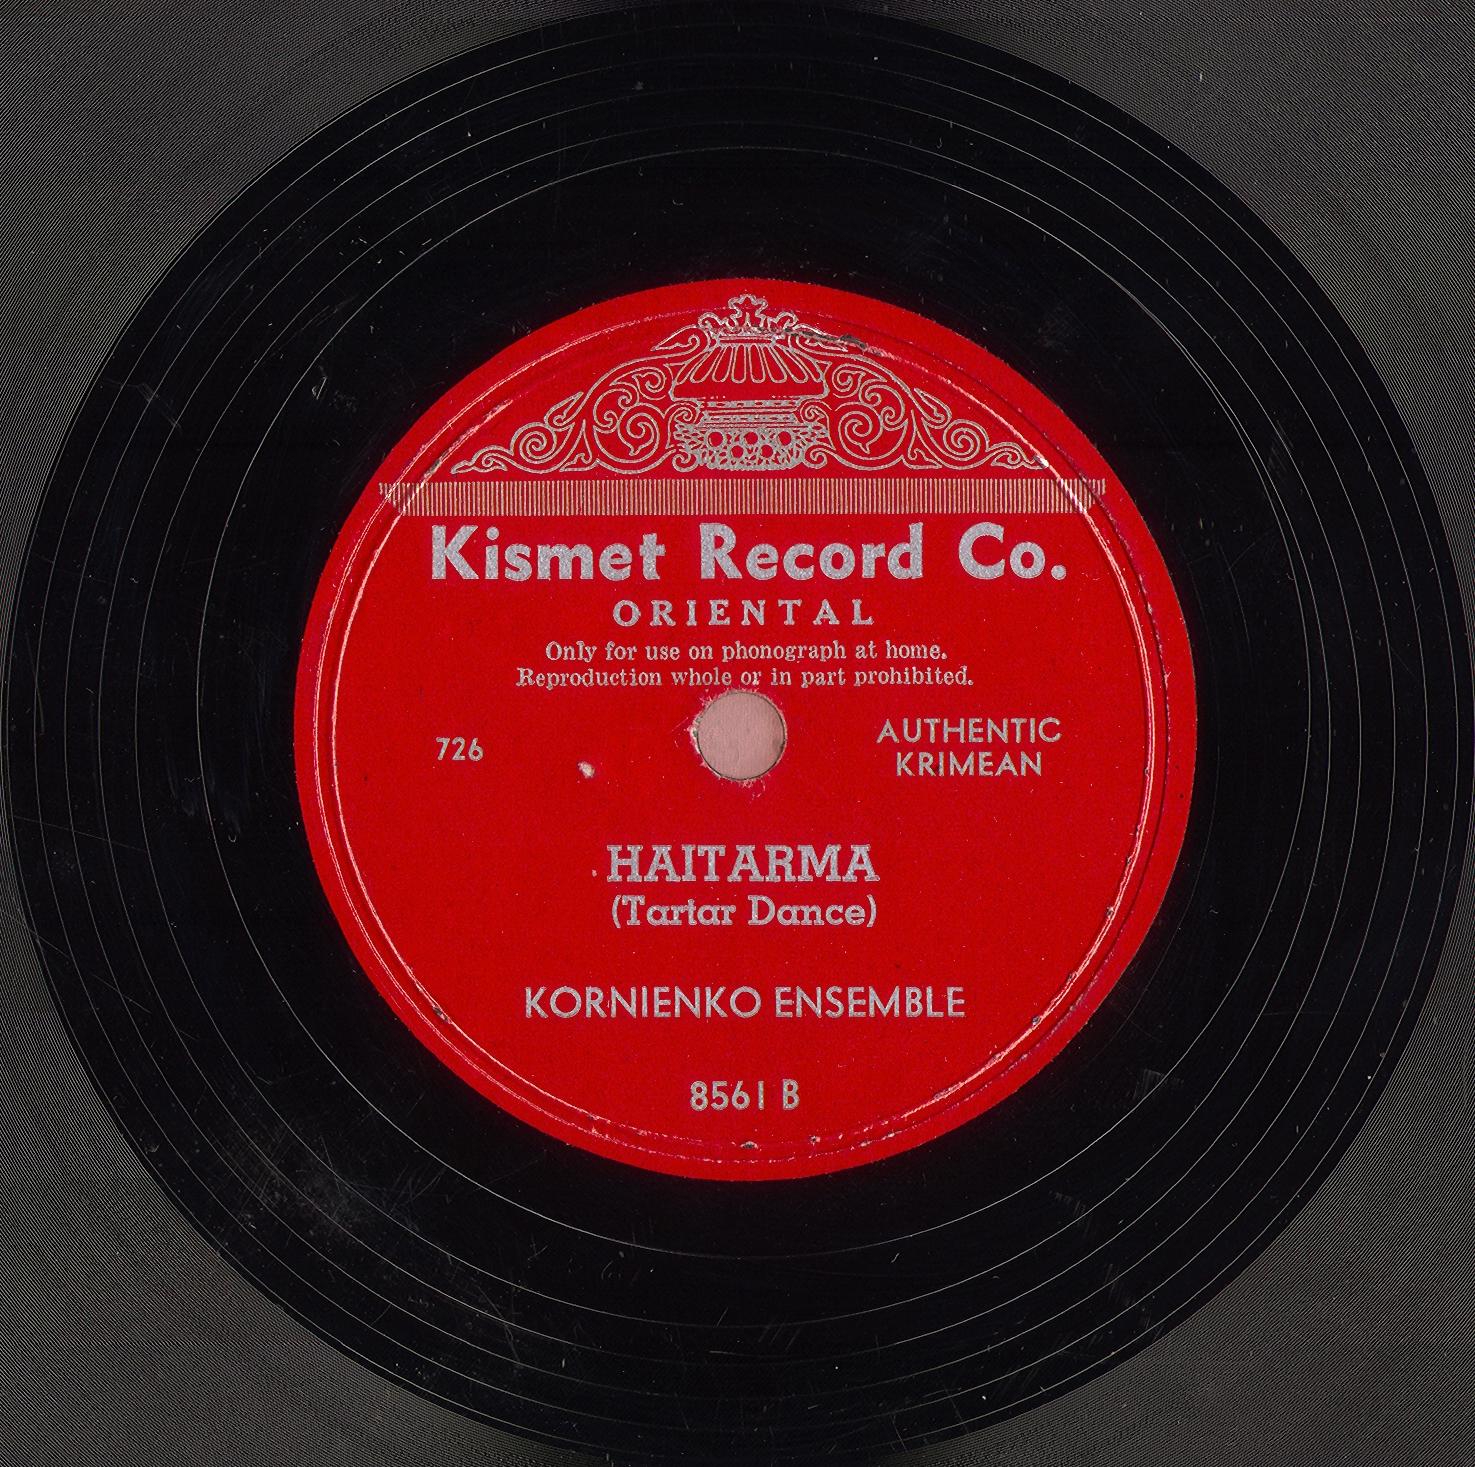 Kismet Record Co.
ORIENTAL
Only for use on phonograph at home.
Reproduction whole or in part prohibited.
726
AUTHENTIC
KRIMEAN
HAITARMA
(Tartar Dance)
KORNIENKO ENSEMBLE
8561 B